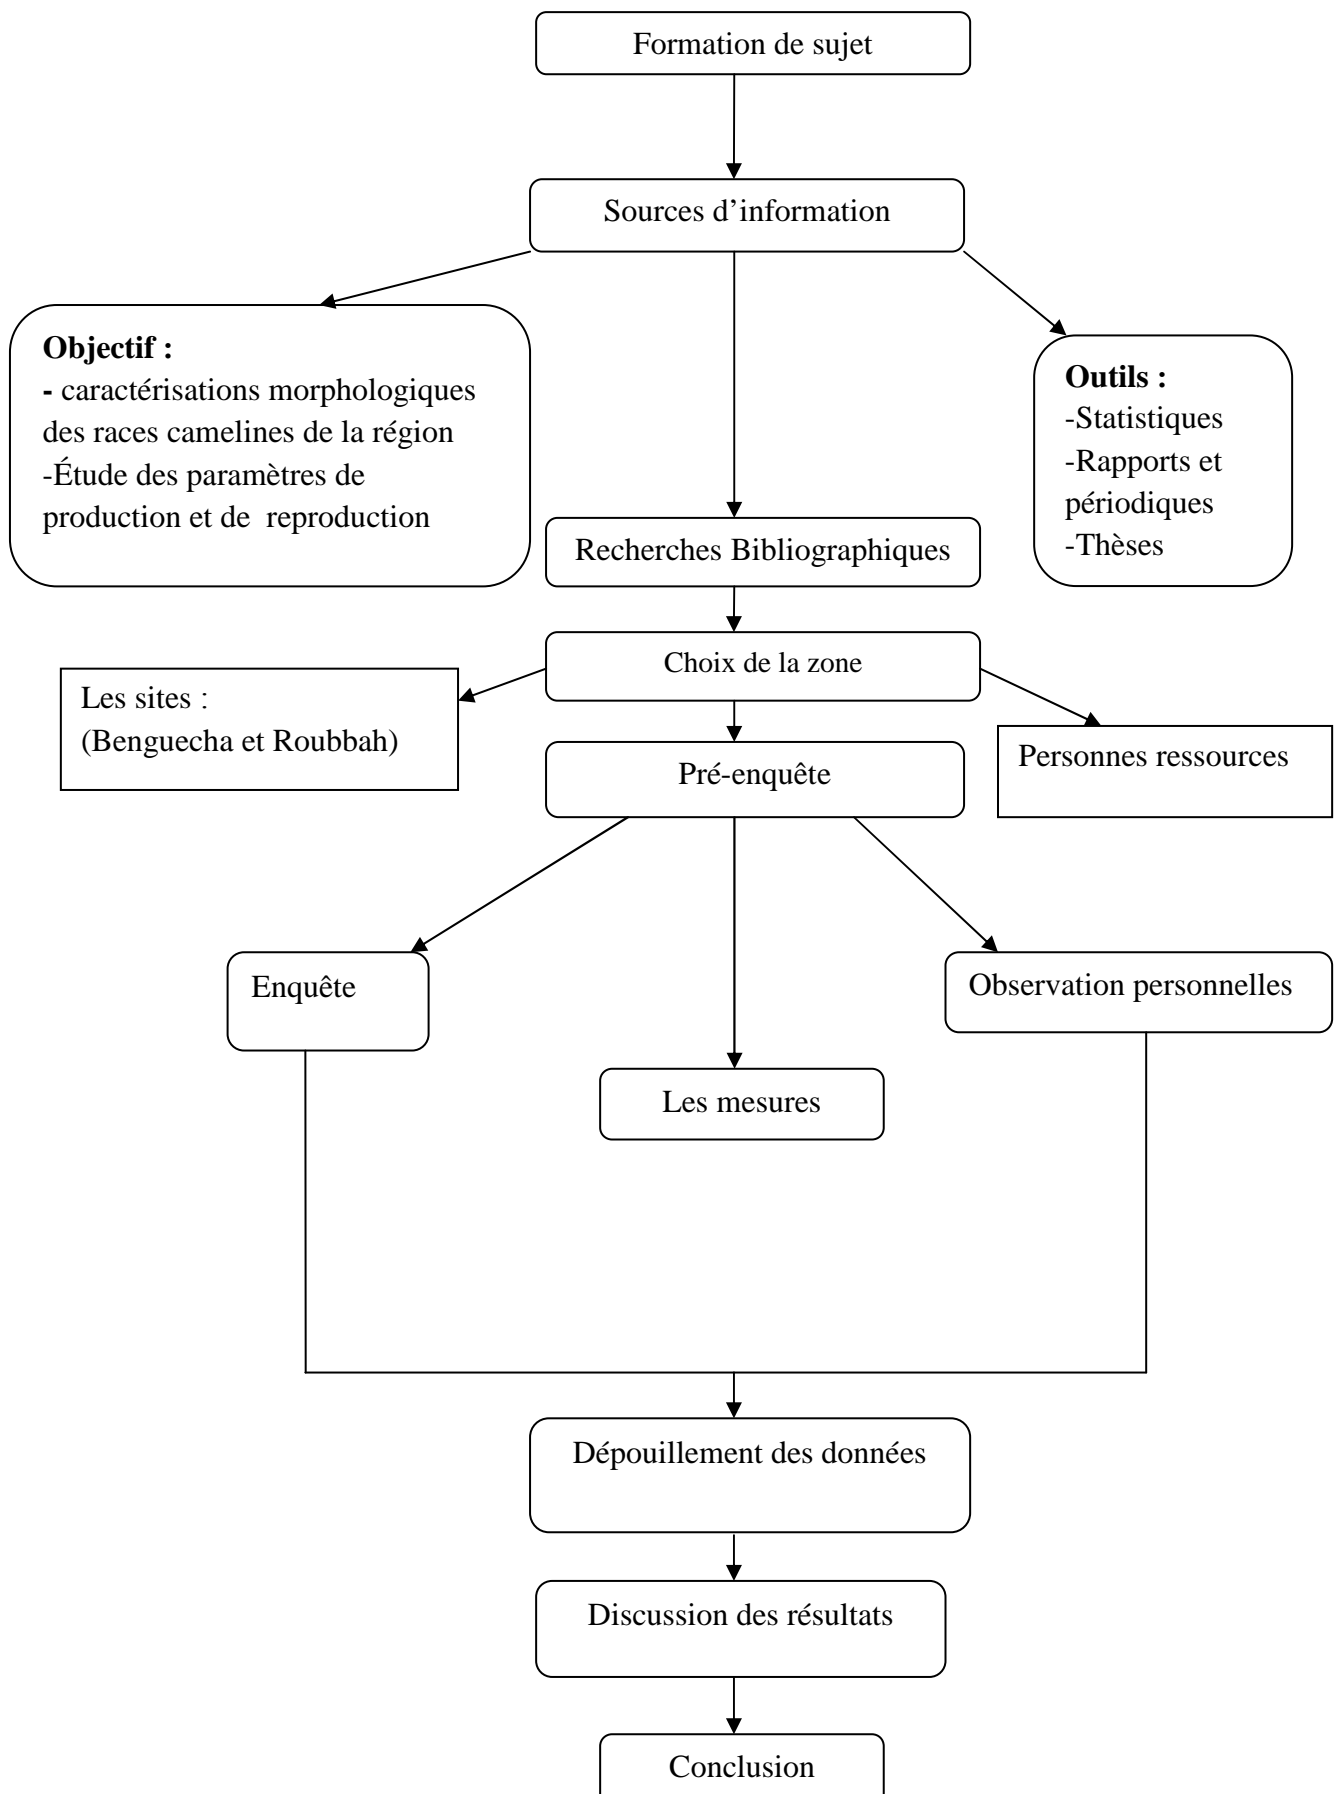 Formation de sujet
Sources d’information
Objectif :
- caractérisations morphologiques
des races camelines de la région
-Étude des paramètres de
production et de reproduction
Outils :
-Statistiques
-Rapports et
périodiques
-Thèses
Recherches Bibliographiques
Choix de la zone
Les sites :
(Benguecha et Roubbah)
Personnes ressources
Pré-enquête
Enquête
Observation personnelles
Les mesures
Dépouillement des données
Discussion des résultats
Conclusion